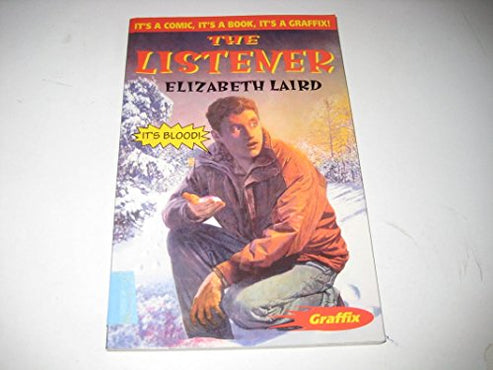 IT'S A COMIC, IT'S A BOOK, IT'S A GRAFFIX!
THE
LISTENER
ELIZABETH LAIRD
IT'S BLOOD!
Graffix